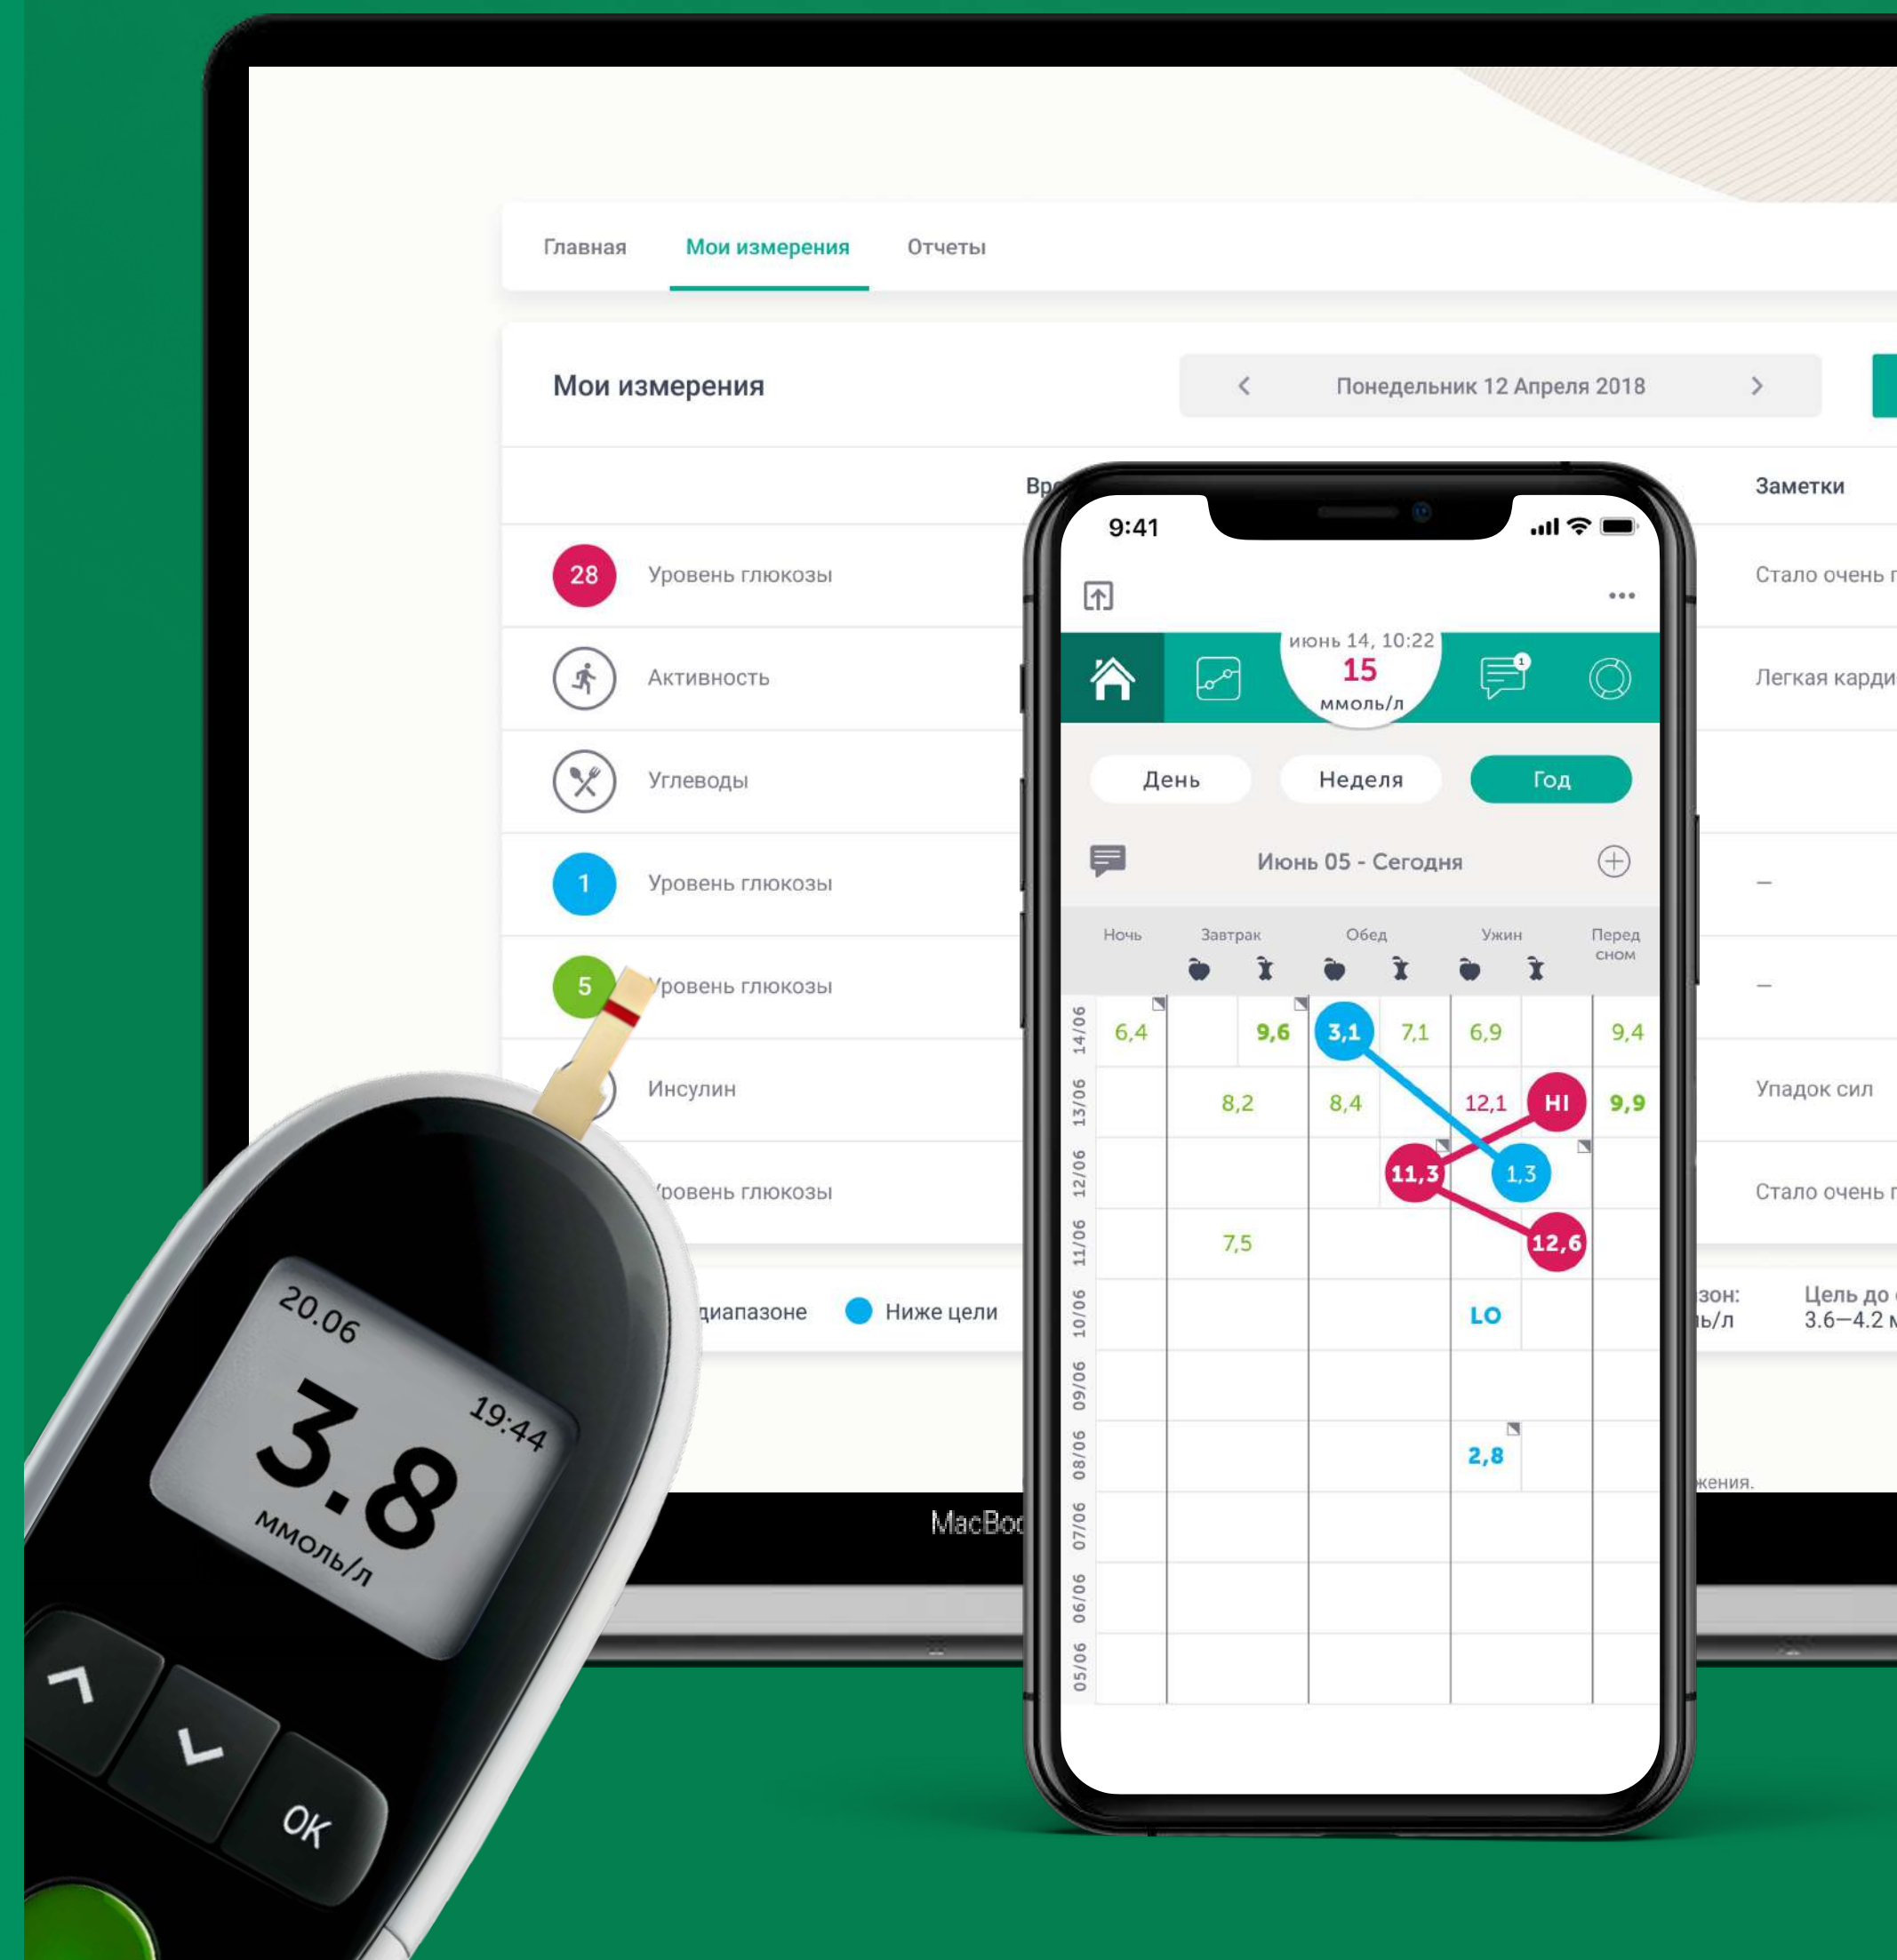 Главная Мои измерения Отчеты
Мои измерения
Понедельник 12 Апреля 2018
Заметки
28 Уровень глюкозы
Стало очень
Активность
Легкая
Углеводы
1 Уровень глюкозы –
5 Уровень глюкозы –
Инсулин
Упадок сил
Уровень глюкозы
Стало очень
диапазоне Ниже цели
Цель до
3.6–4.2
9:41
июнь 14, 10:22
15
ммоль/л
1
День Неделя Год
Июнь 05 - Сегодня
Ночь Завтрак Обед Ужин Перед
сном
14/06 6,4 9,6 3,1 7,1 6,9 9,4
13/06 8,2 8,4 12,1 HI 9,9
12/06 11,3 1,3
11/06 7,5 12,6
10/06 LO
09/06
08/06 2,8
07/06
06/06
05/06
20.06
19:44
3.8
ммоль/л
OK